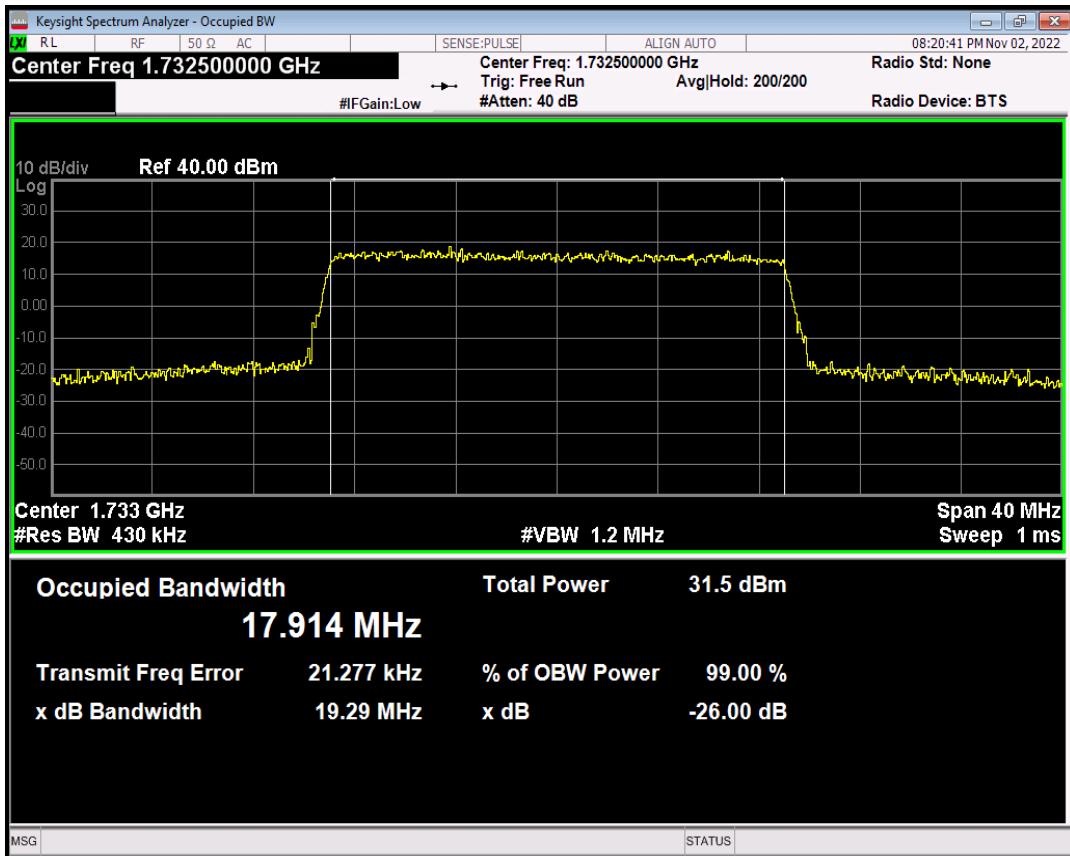 Keysight Spectrum Analyzer - Occupied BW
LXI RL RF 50 Ω AC SENSE:PULSE ALIGN AUTO 08:20:41 PM Nov 02, 2022
Center Freq 1.732500000 GHz Center Freq: 1.732500000 GHz Radio Std: None
Trig: Free Run Avg|Hold: 200/200
#IFGain:Low #Atten: 40 dB Radio Device: BTS
10 dB/div Ref 40.00 dBm
Log
30.0
20.0
10.0
0.00
-10.0
-20.0
-30.0
-40.0
-50.0
Center 1.733 GHz Span 40 MHz
#Res BW 430 kHz #VBW 1.2 MHz Sweep 1 ms
Occupied Bandwidth Total Power 31.5 dBm
17.914 MHz
Transmit Freq Error 21.277 kHz % of OBW Power 99.00 %
x dB Bandwidth 19.29 MHz x dB -26.00 dB
MSG STATUS